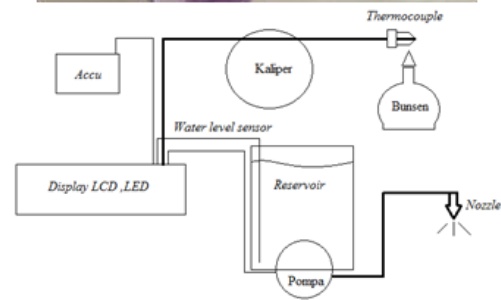 Thermocouple
Accu
Kaliper
Bunsen
Water level sensor
Display LCD ,LED
Reservoir
Nozzle
Pompa